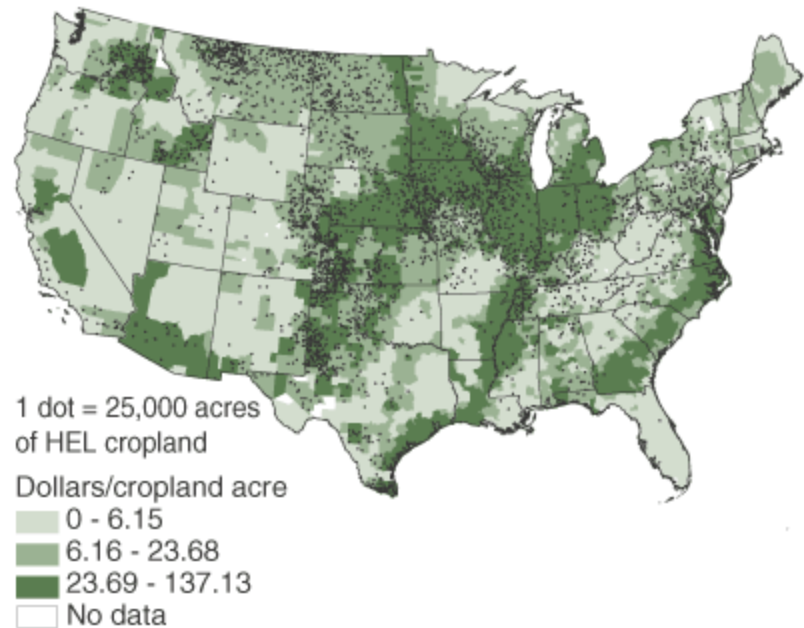 1 dot = 25,000 acres
of HEL cropland
Dollars/cropland acre
0 - 6.15
6.16 - 23.68
23.69 - 137.13
No data